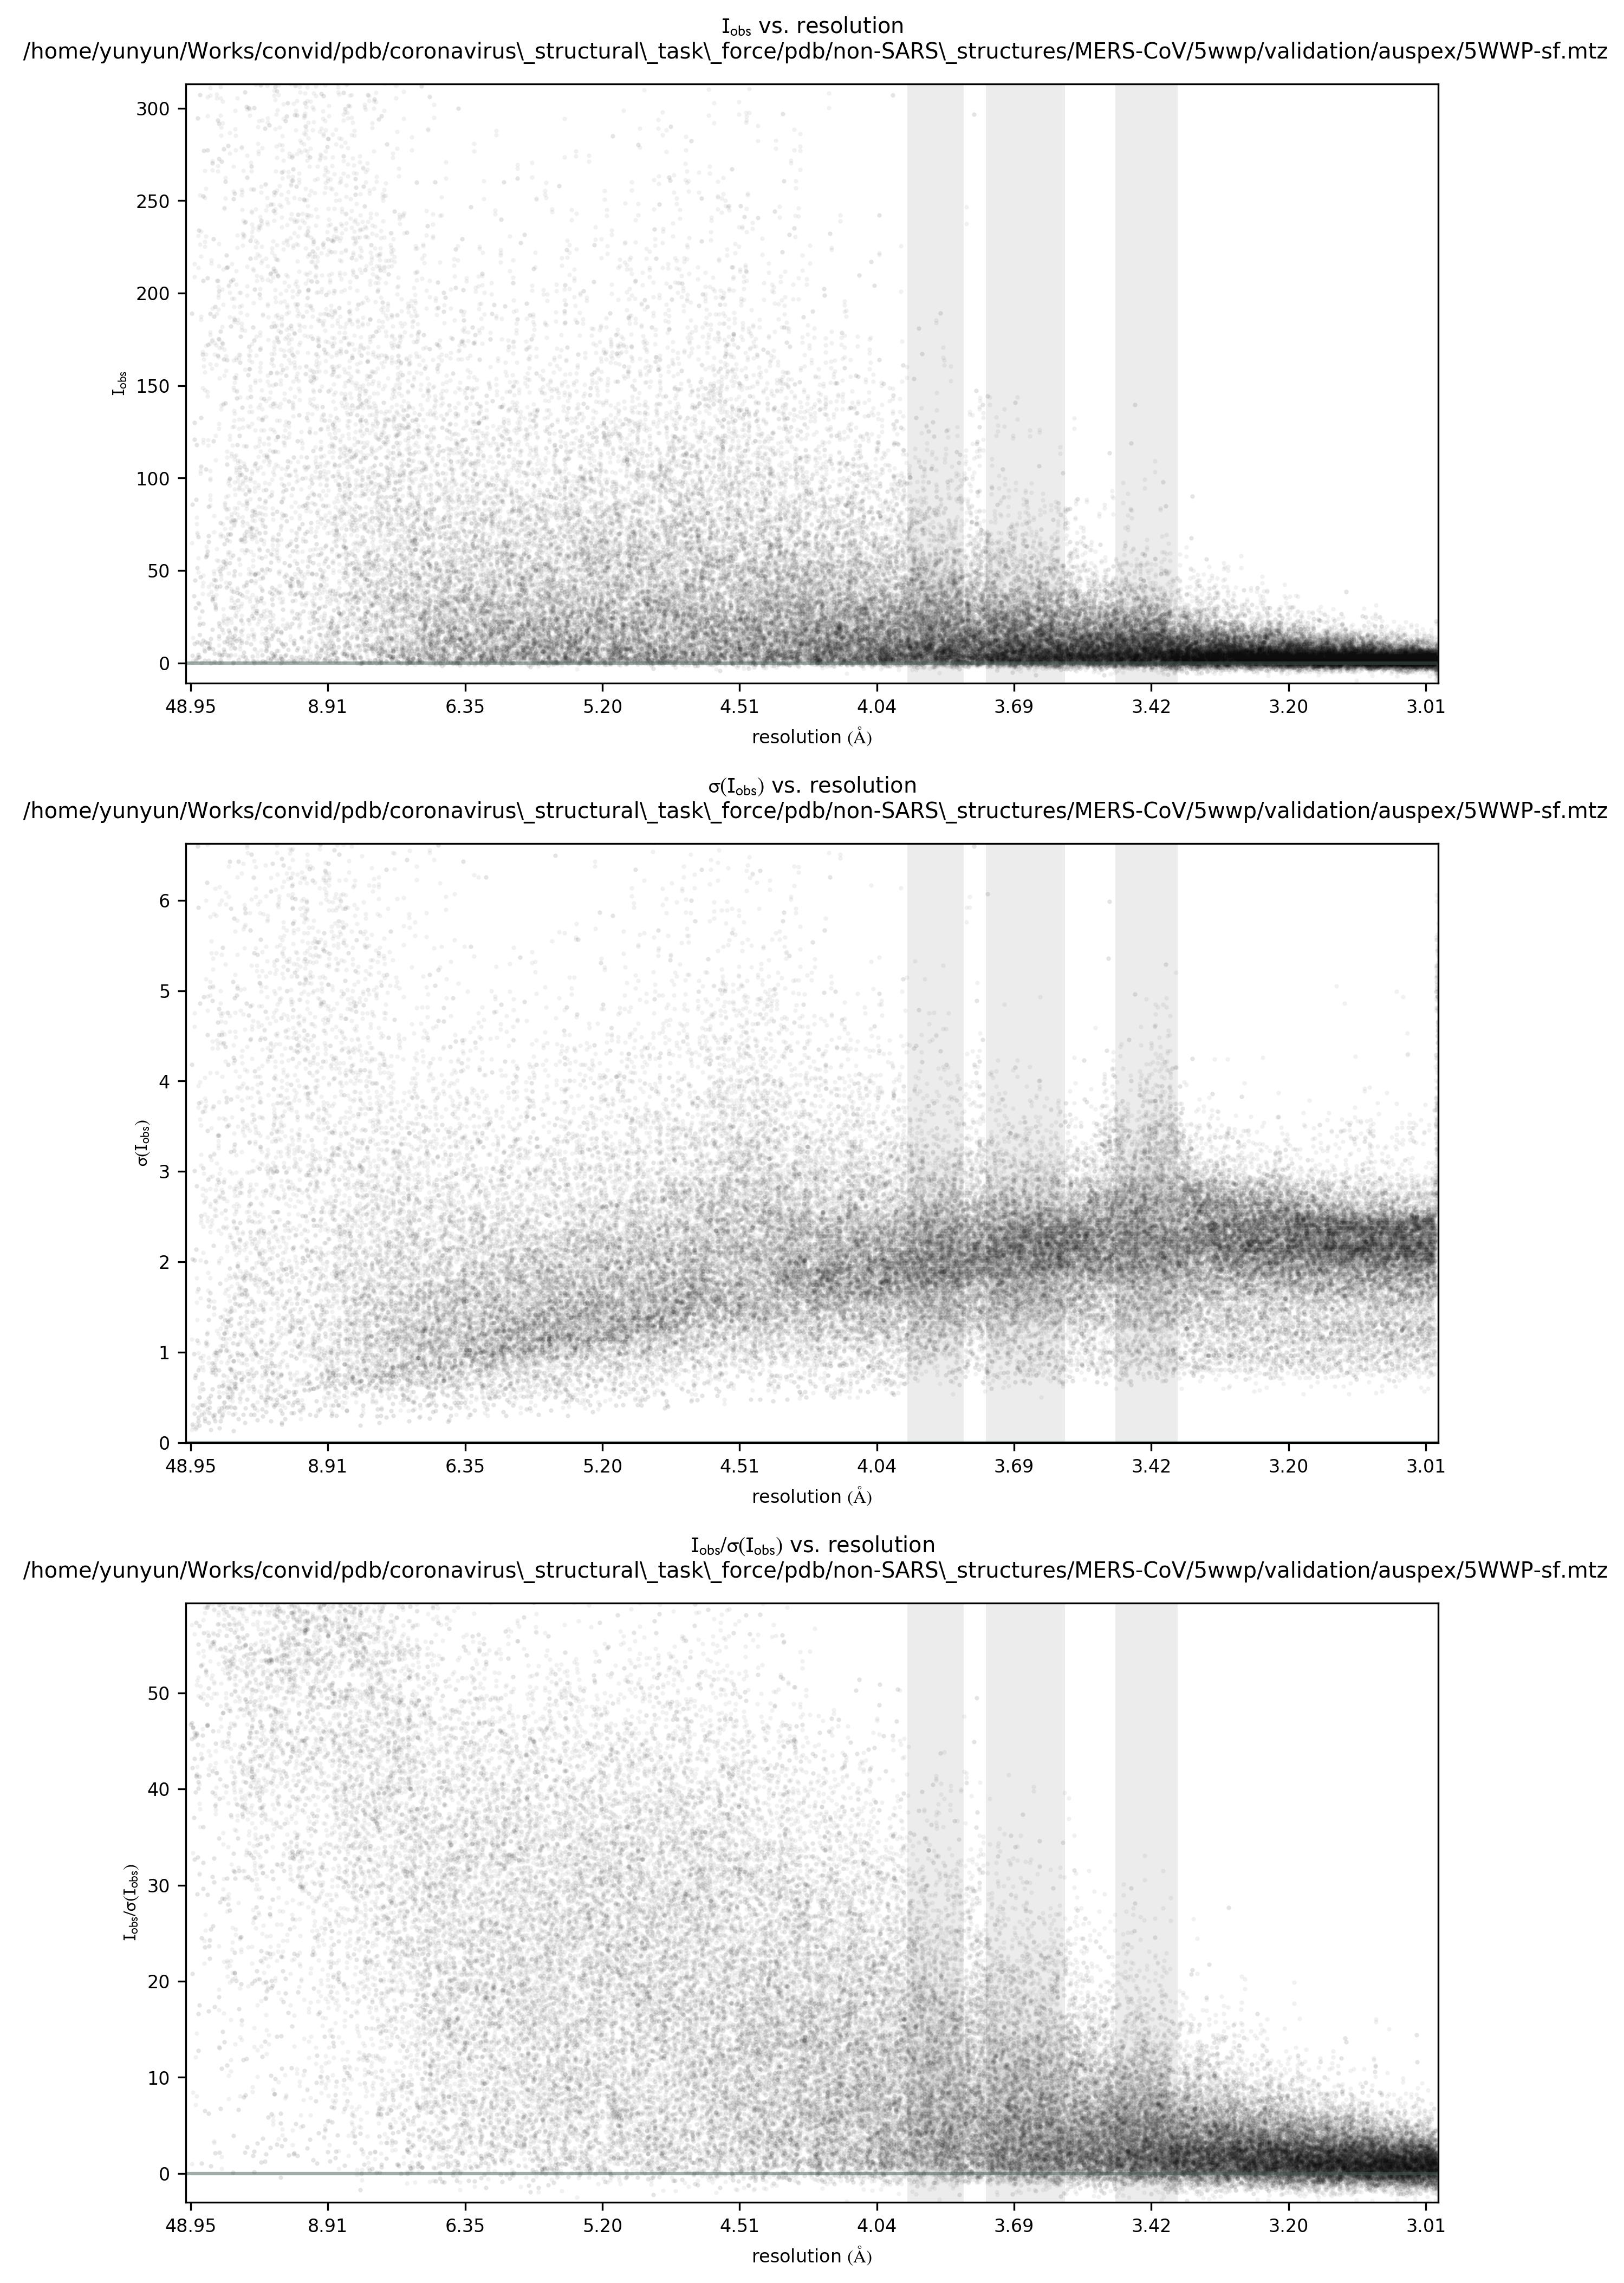 I_obs vs. resolution
/home/yunyun/Works/convid/pdb/coronavirus\_structural\_task\_force/pdb/non-SARS\_structures/MERS-CoV/5wwp/validation/auspex/5WWP-sf.mtz
300
250
200
150
100
50
0
I_obs
48.95 8.91 6.35 5.20 4.51 4.04 3.69 3.42 3.20 3.01
resolution (Å)
σ(I_obs) vs. resolution
/home/yunyun/Works/convid/pdb/coronavirus\_structural\_task\_force/pdb/non-SARS\_structures/MERS-CoV/5wwp/validation/auspex/5WWP-sf.mtz
6
5
4
3
2
1
0
σ(I_obs)
48.95 8.91 6.35 5.20 4.51 4.04 3.69 3.42 3.20 3.01
resolution (Å)
I_obs/σ(I_obs) vs. resolution
/home/yunyun/Works/convid/pdb/coronavirus\_structural\_task\_force/pdb/non-SARS\_structures/MERS-CoV/5wwp/validation/auspex/5WWP-sf.mtz
50
40
30
20
10
0
I_obs/σ(I_obs)
48.95 8.91 6.35 5.20 4.51 4.04 3.69 3.42 3.20 3.01
resolution (Å)